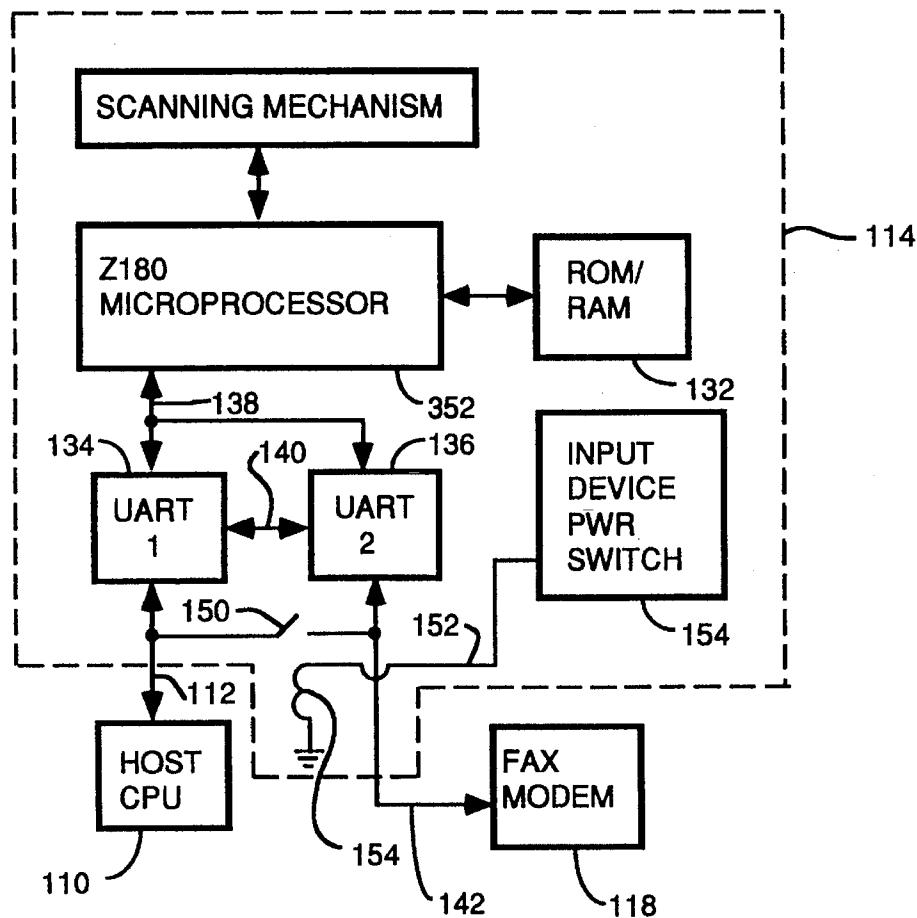 SCANNING MECHANISM
Z180
MICROPROCESSOR
ROM/
RAM
114
132
138
352
134
140
136
UART
1
UART
2
INPUT
DEVICE
PWR
SWITCH
150
152
154
112
HOST
CPU
FAX
MODEM
110
154
142
118